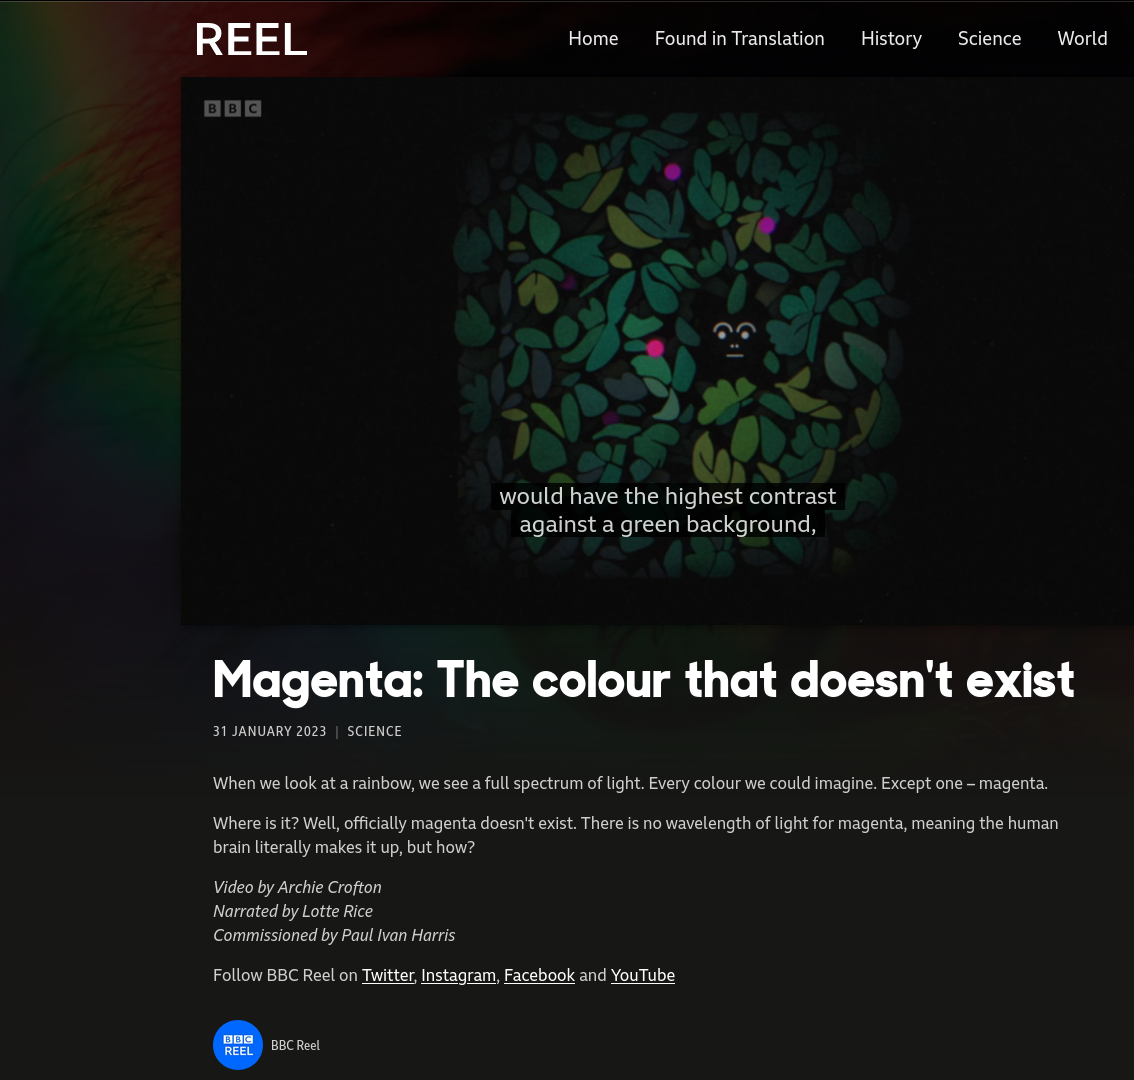 REEL
Home Found in Translation History Science World
BBC
would have the highest contrast
against a green background,
Magenta: The colour that doesn't exist
31 JANUARY 2023 | SCIENCE
When we look at a rainbow, we see a full spectrum of light. Every colour we could imagine. Except one – magenta.
Where is it? Well, officially magenta doesn't exist. There is no wavelength of light for magenta, meaning the human
brain literally makes it up, but how?
Video by Archie Crofton
Narrated by Lotte Rice
Commissioned by Paul Ivan Harris
Follow BBC Reel on Twitter, Instagram, Facebook and YouTube
BBC
REEL
BBC Reel